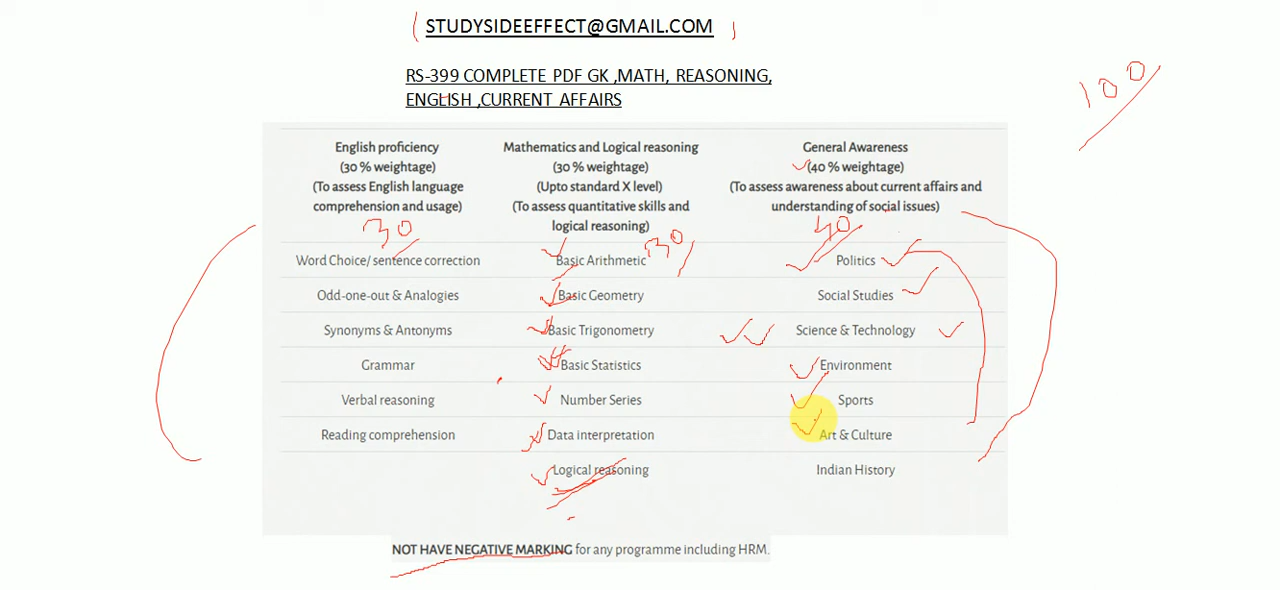 ( STUDYSIDEEFFECT@GMAIL.COM )
RS-399 COMPLETE PDF GK ,MATH, REASONING,
ENGLISH ,CURRENT AFFAIRS
100
English proficiency
(30 % weightage)
(To assess English language
comprehension and usage)
30
Word Choice/ sentence correction
Odd-one-out & Analogies
Synonyms & Antonyms
Grammar
Verbal reasoning
Reading comprehension
Mathematics and Logical reasoning
(30 % weightage)
(Upto standard X level)
(To assess quantitative skills and
logical reasoning)
30
Basic Arithmetic
Basic Geometry
Basic Trigonometry
Basic Statistics
Number Series
Data interpretation
Logical reasoning
General Awareness
(40 % weightage)
(To assess awareness about current affairs and
understanding of social issues)
40
Politics
Social Studies
Science & Technology
Environment
Sports
Art & Culture
Indian History
NOT HAVE NEGATIVE MARKING for any programme including HRM.